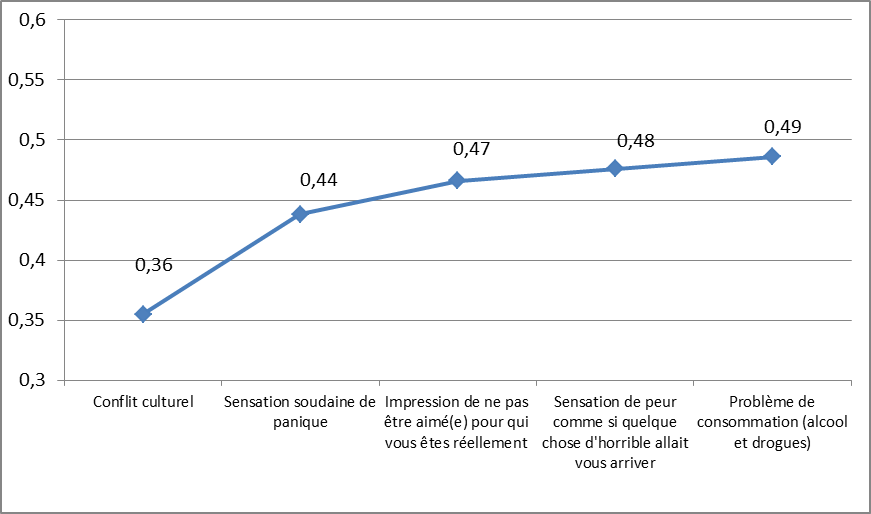 0,6
0,55
0,5
0,45
0,4
0,35
0,3
0,36
0,44
0,47
0,48
0,49
Conflit culturel
Sensation soudaine de
panique
Impression de ne pas
être aimé(e) pour qui
vous êtes réellement
Sensation de peur
comme si quelque
chose d'horrible allait
vous arriver
Problème de
consommation (alcool
et drogues)